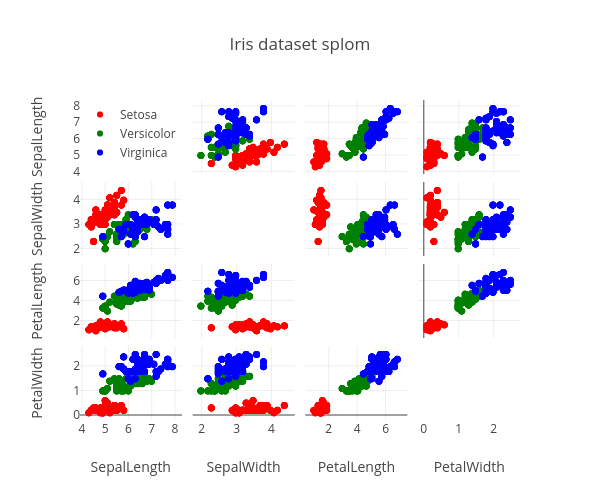 Iris dataset splom
Setosa
Versicolor
Virginica
SepalLength
8
7
6
5
4
SepalWidth
4
3
2
PetalLength
6
4
2
PetalWidth
2
1
0
4 5 6 7 8 2 3 4 2 4 6 0 1 2
SepalLength SepalWidth PetalLength PetalWidth